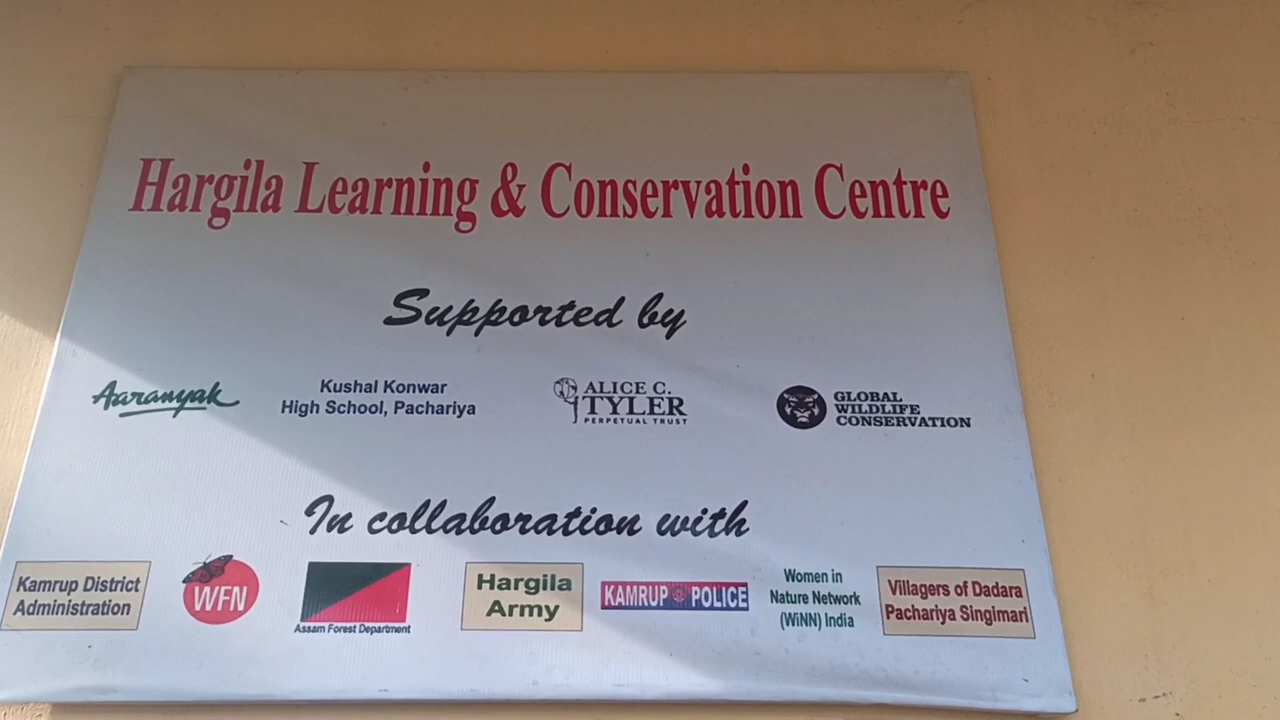 Hargila Learning & Conservation Centre
Supported by
Aaranyak
Kushal Konwar
High School, Pachariya
ALICE C.
TYLER
PERPETUAL TRUST
GLOBAL
WILDLIFE
CONSERVATION
In collaboration with
Kamrup District
Administration
WFN
Assam Forest Department
Hargila
Army
KAMRUP POLICE
Women in
Nature Network
(WiNN) India
Villagers of Dadara
Pachariya Singimari